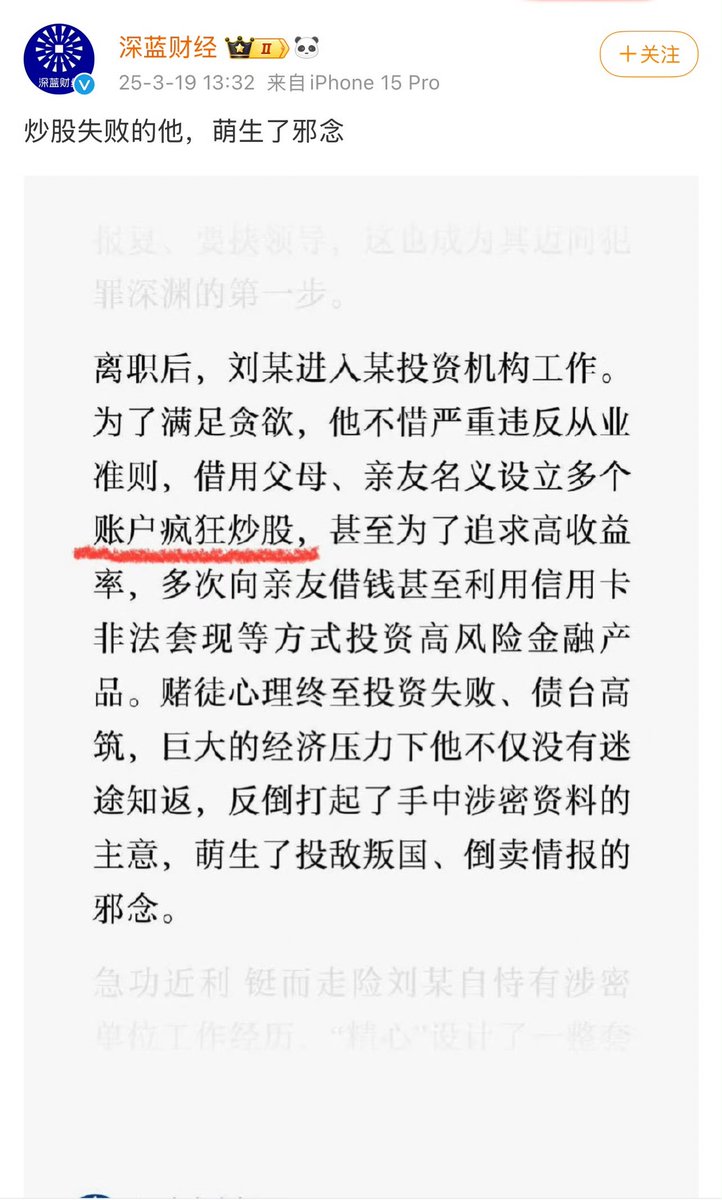 深蓝财经 II
深蓝财经
+关注
25-3-19 13:32 来自iPhone 15 Pro
炒股失败的他，萌生了邪念
报复、要挟领导，这也成为其迈向犯
罪深渊的第一步。
离职后，刘某进入某投资机构工作。
为了满足贪欲，他不惜严重违反从业
准则，借用父母、亲友名义设立多个
账户疯狂炒股，甚至为了追求高收益
率，多次向亲友借钱甚至利用信用卡
非法套现等方式投资高风险金融产
品。赌徒心理终至投资失败、债台高
筑，巨大的经济压力下他不仅没有迷
途知返，反倒打起了手中涉密资料的
主意，萌生了投敌叛国、倒卖情报的
邪念。
急功近利 铤而走险刘某自恃有涉密
单位工作经历，“精心”设计了一整套